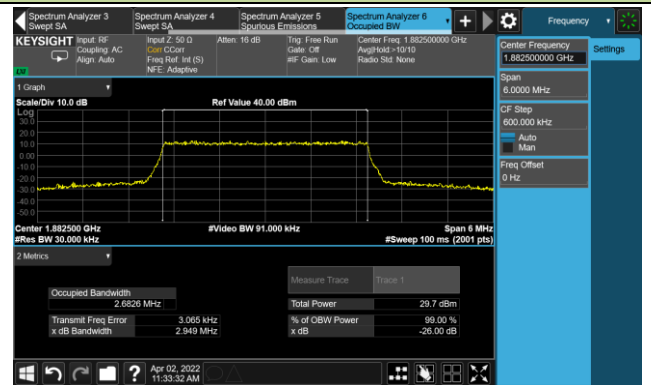 Spectrum Analyzer 3
Swept SA
Spectrum Analyzer 4
Swept SA
Spectrum Analyzer 5
Spurious Emissions
Spectrum Analyzer 6
Occupied BW
Frequency
KEYSIGHT
Input: RF
Coupling: AC
Align: Auto
Input Z: 50 Ω
Corr CCorr
Freq Ref: Int (S)
NFE: Adaptive
Atten: 16 dB
Trig: Free Run
Gate: Off
#IF Gain: Low
Center Freq: 1.882500000 GHz
Avg|Hold:>10/10
Radio Std: None
Center Frequency
1.882500000 GHz
Settings
Span
6.0000 MHz
CF Step
600.000 kHz
Auto
Man
Freq Offset
0 Hz
1 Graph
Scale/Div 10.0 dB
Ref Value 40.00 dBm
Log
30.0
20.0
10.0
0.00
-10.0
-20.0
-30.0
-40.0
-50.0
Center 1.882500 GHz
#Video BW 91.000 kHz
Span 6 MHz
#Res BW 30.000 kHz
#Sweep 100 ms (2001 pts)
2 Metrics
Measure Trace
Trace 1
Occupied Bandwidth
2.6826 MHz
Total Power
29.7 dBm
Transmit Freq Error
3.065 kHz
% of OBW Power
99.00 %
x dB Bandwidth
2.949 MHz
x dB
-26.00 dB
Apr 02, 2022
11:33:32 AM